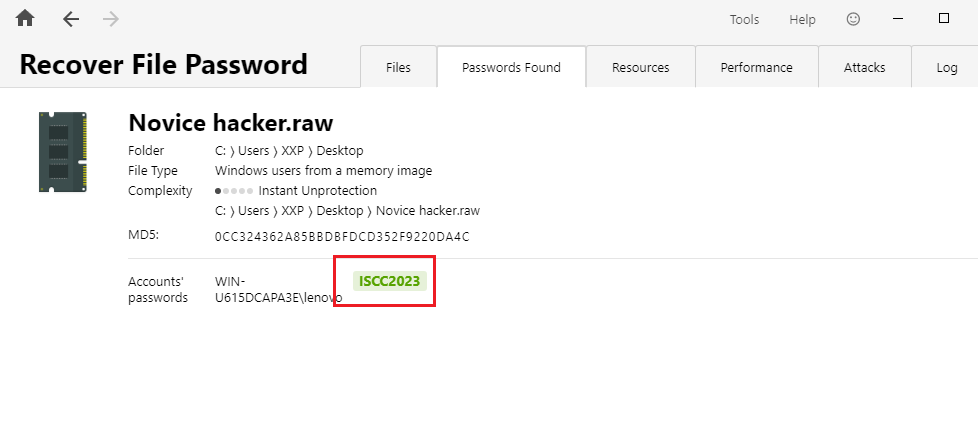 Tools Help
Recover File Password Files Passwords Found Resources Performance Attacks Log
Novice hacker.raw
Folder C: ⟩ Users ⟩ XXP ⟩ Desktop
File Type Windows users from a memory image
Complexity Instant Unprotection
C: ⟩ Users ⟩ XXP ⟩ Desktop ⟩ Novice hacker.raw
MD5: 0CC324362A85BBDBFDCD352F9220DA4C
Accounts' WIN- ISCC2023
passwords U615DCAPA3E\lenovo